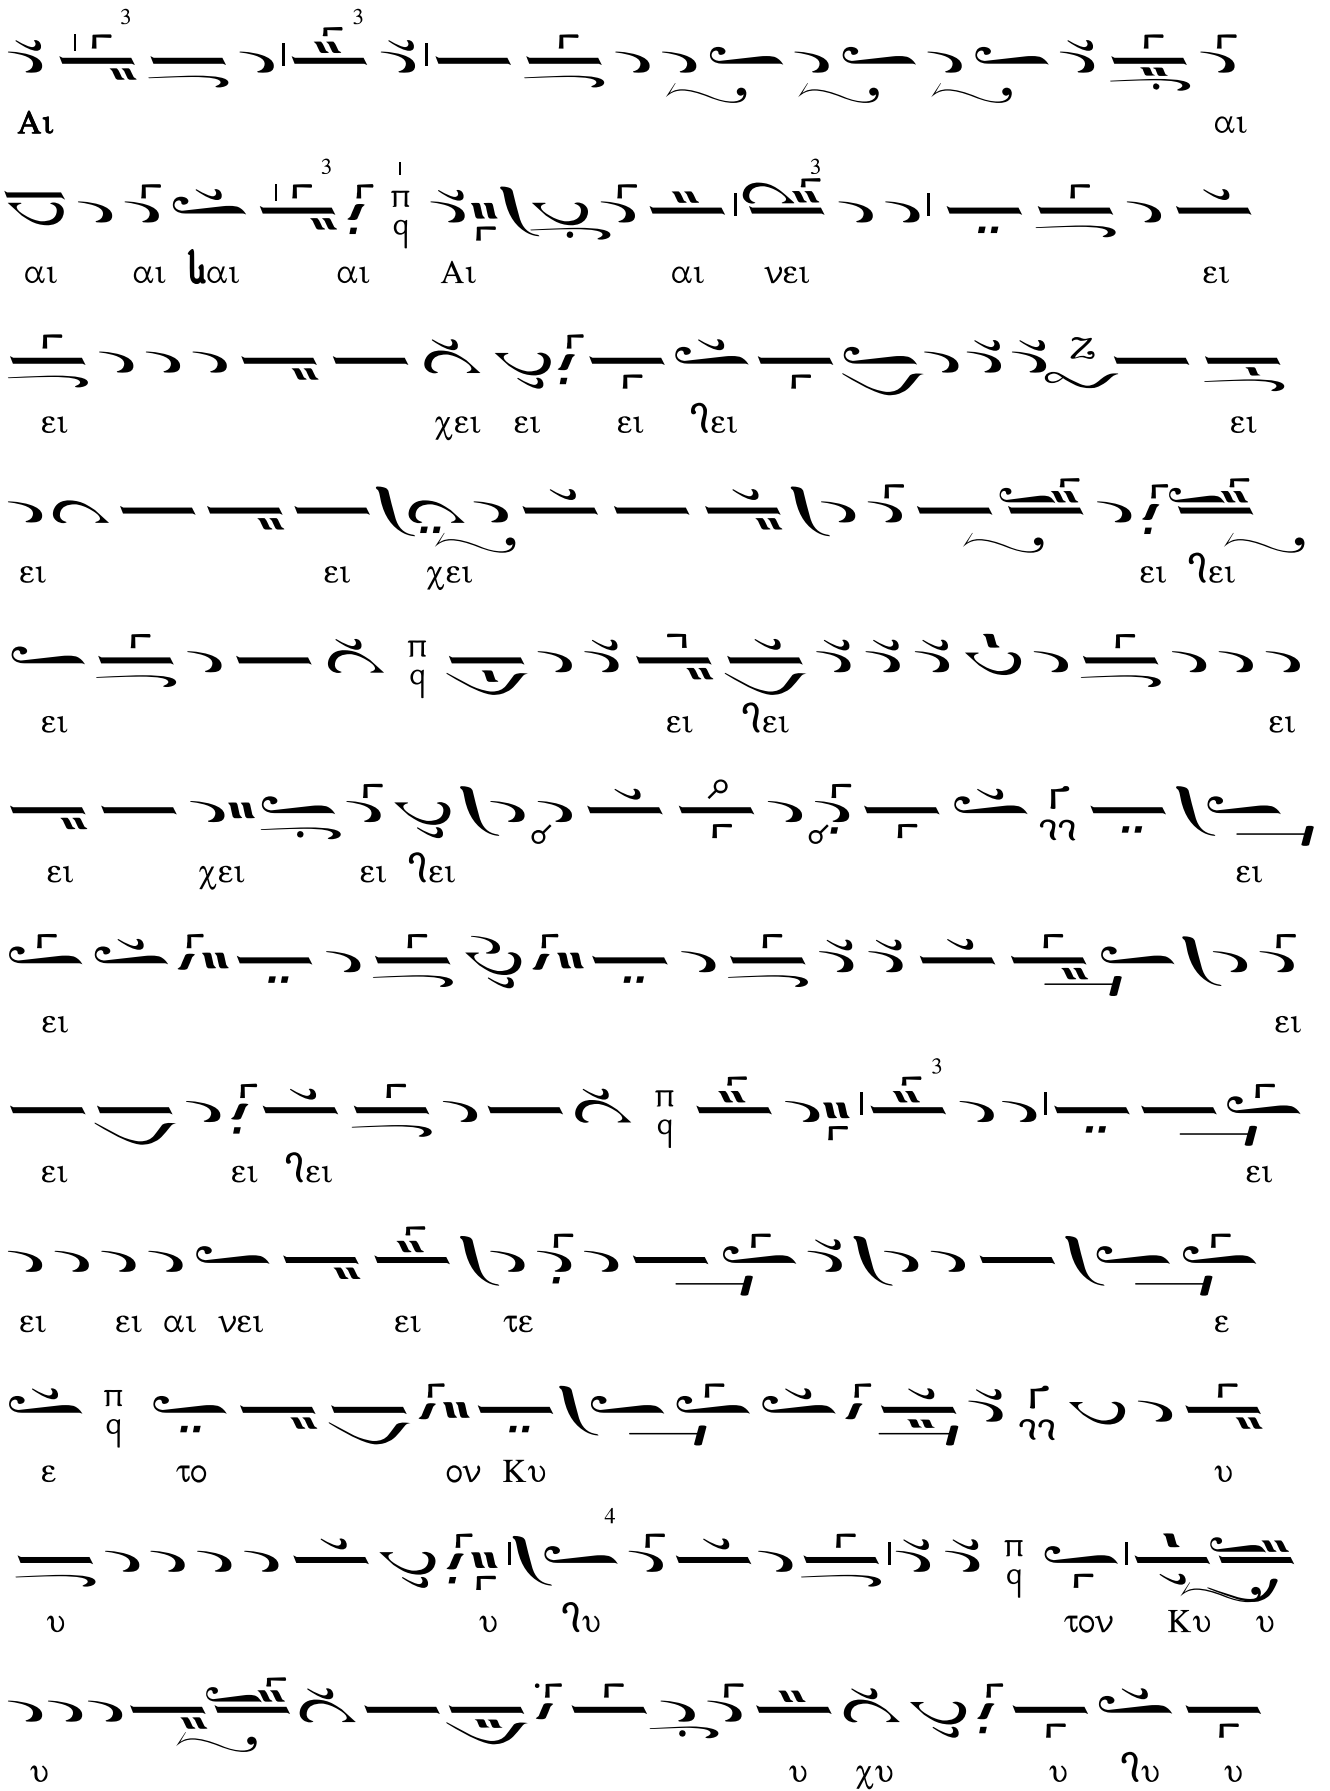 Αι αι
αι αι ϗαι αι Αι αι νει ει
ει χει ει ει ει ει
ει ει χει ει ει
ει ει ει ει
ει χει ει ει ει
ει ει
ει ει ει ει
ει ει αι νει ει τε ε
ε το ον Κυ υ
υ υ υ τον Κυ υ
υ υ χυ υ υ υ